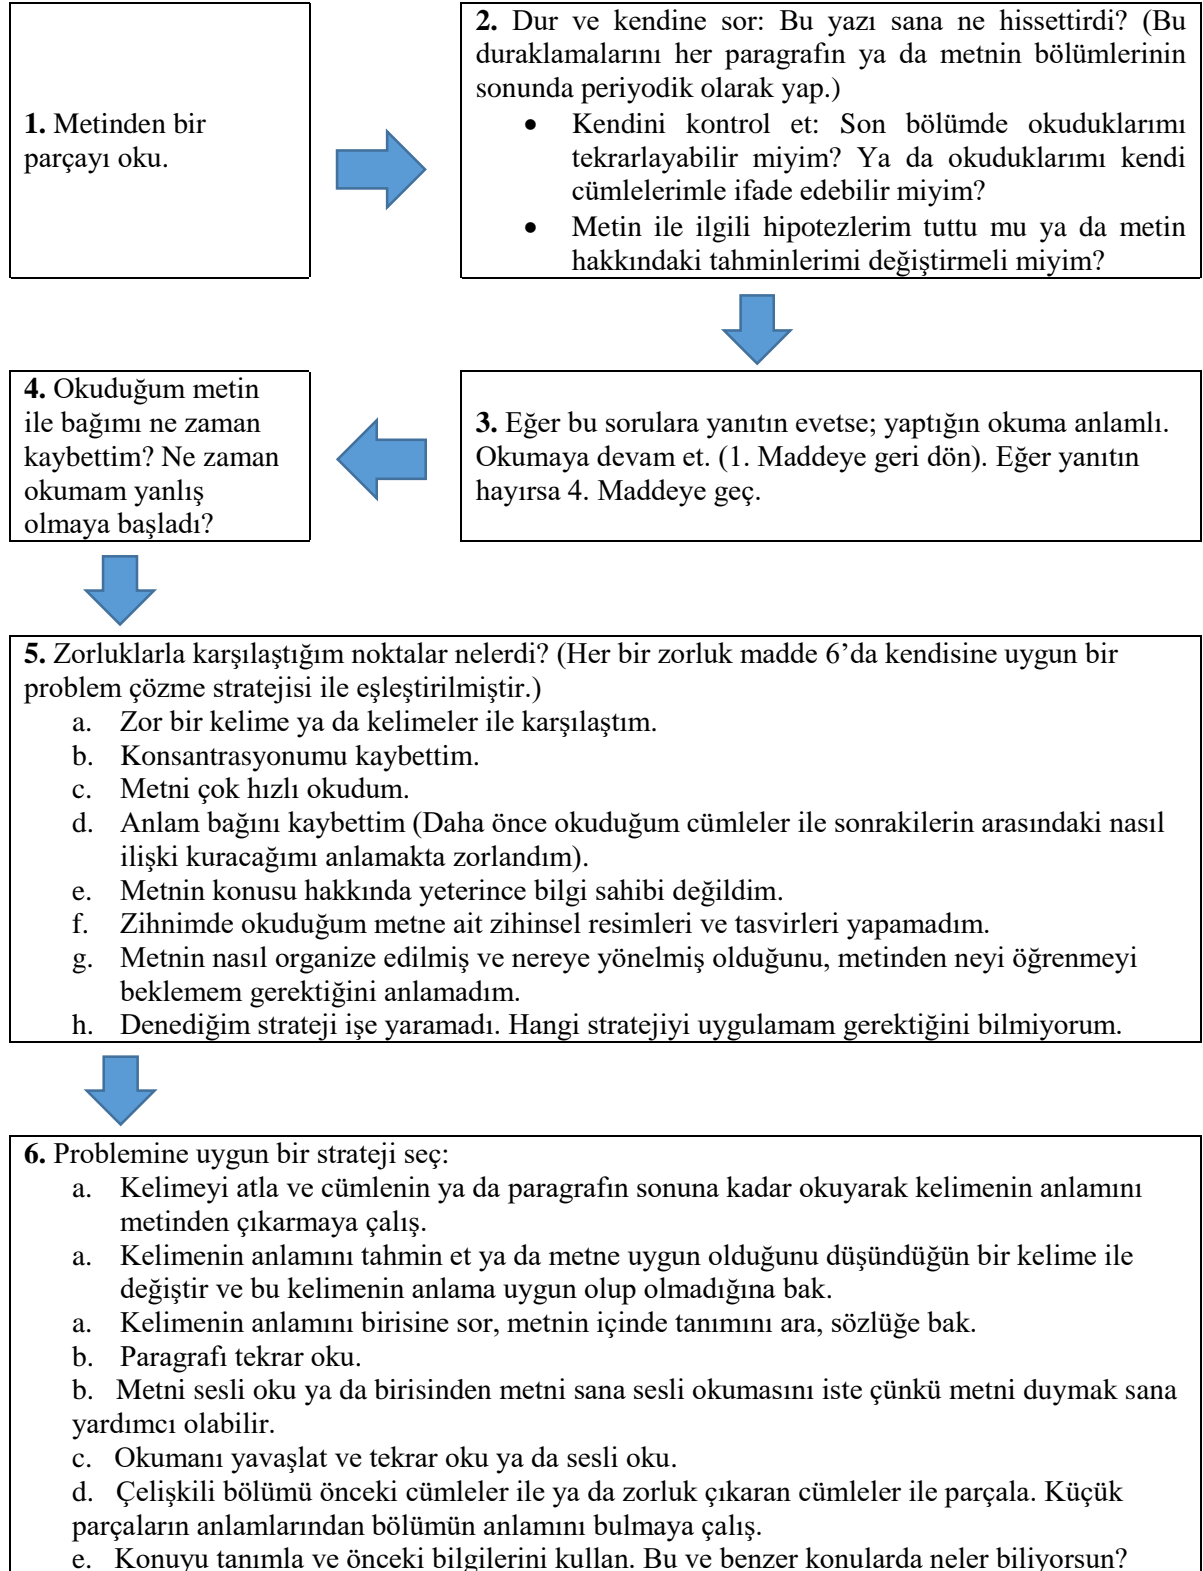 1. Metinden bir
parçayı oku.
2. Dur ve kendine sor: Bu yazı sana ne hissettirdi? (Bu
duraklamalarını her paragrafın ya da metnin bölümlerinin
sonunda periyodik olarak yap.)
• Kendini kontrol et: Son bölümde okuduklarımı
tekrarlayabilir miyim? Ya da okuduklarımı kendi
cümlelerimle ifade edebilir miyim?
• Metin ile ilgili hipotezlerim tuttu mu ya da metin
hakkındaki tahminlerimi değiştirmeli miyim?
3. Eğer bu sorulara yanıtın evetse; yaptığın okuma anlamlı.
Okumaya devam et. (1. Maddeye geri dön). Eğer yanıtın
hayırsa 4. Maddeye geç.
4. Okuduğum metin
ile bağımı ne zaman
kaybettim? Ne zaman
okumam yanlış
olmaya başladı?
5. Zorluklarla karşılaştığım noktalar nelerdi? (Her bir zorluk madde 6’da kendisine uygun bir
problem çözme stratejisi ile eşleştirilmiştir.)
a. Zor bir kelime ya da kelimeler ile karşılaştım.
b. Konsantrasyonumu kaybettim.
c. Metni çok hızlı okudum.
d. Anlam bağını kaybettim (Daha önce okuduğum cümleler ile sonrakilerin arasındaki nasıl
ilişki kuracağımı anlamakta zorlandım).
e. Metnin konusu hakkında yeterince bilgi sahibi değildim.
f. Zihnimde okuduğum metne ait zihinsel resimleri ve tasvirleri yapamadım.
g. Metnin nasıl organize edilmiş ve nereye yönelmiş olduğunu, metinden neyi öğrenmeyi
beklemem gerektiğini anlamadım.
h. Denediğim strateji işe yaramadı. Hangi stratejiyi uygulamam gerektiğini bilmiyorum.
6. Problemine uygun bir strateji seç:
a. Kelimeyi atla ve cümlenin ya da paragrafın sonuna kadar okuyarak kelimenin anlamını
metinden çıkarmaya çalış.
a. Kelimenin anlamını tahmin et ya da metne uygun olduğunu düşündüğün bir kelime ile
değiştir ve bu kelimenin anlama uygun olup olmadığına bak.
a. Kelimenin anlamını birisine sor, metnin içinde tanımını ara, sözlüğe bak.
b. Paragrafı tekrar oku.
b. Metni sesli oku ya da birisinden metni sana sesli okumasını iste çünkü metni duymak sana
yardımcı olabilir.
c. Okumanı yavaşlat ve tekrar oku ya da sesli oku.
d. Çelişkili bölümü önceki cümleler ile ya da zorluk çıkaran cümleler ile parçala. Küçük
parçaların anlamlarından bölümün anlamını bulmaya çalış.
e. Konuyu tanımla ve önceki bilgilerini kullan. Bu ve benzer konularda neler biliyorsun?